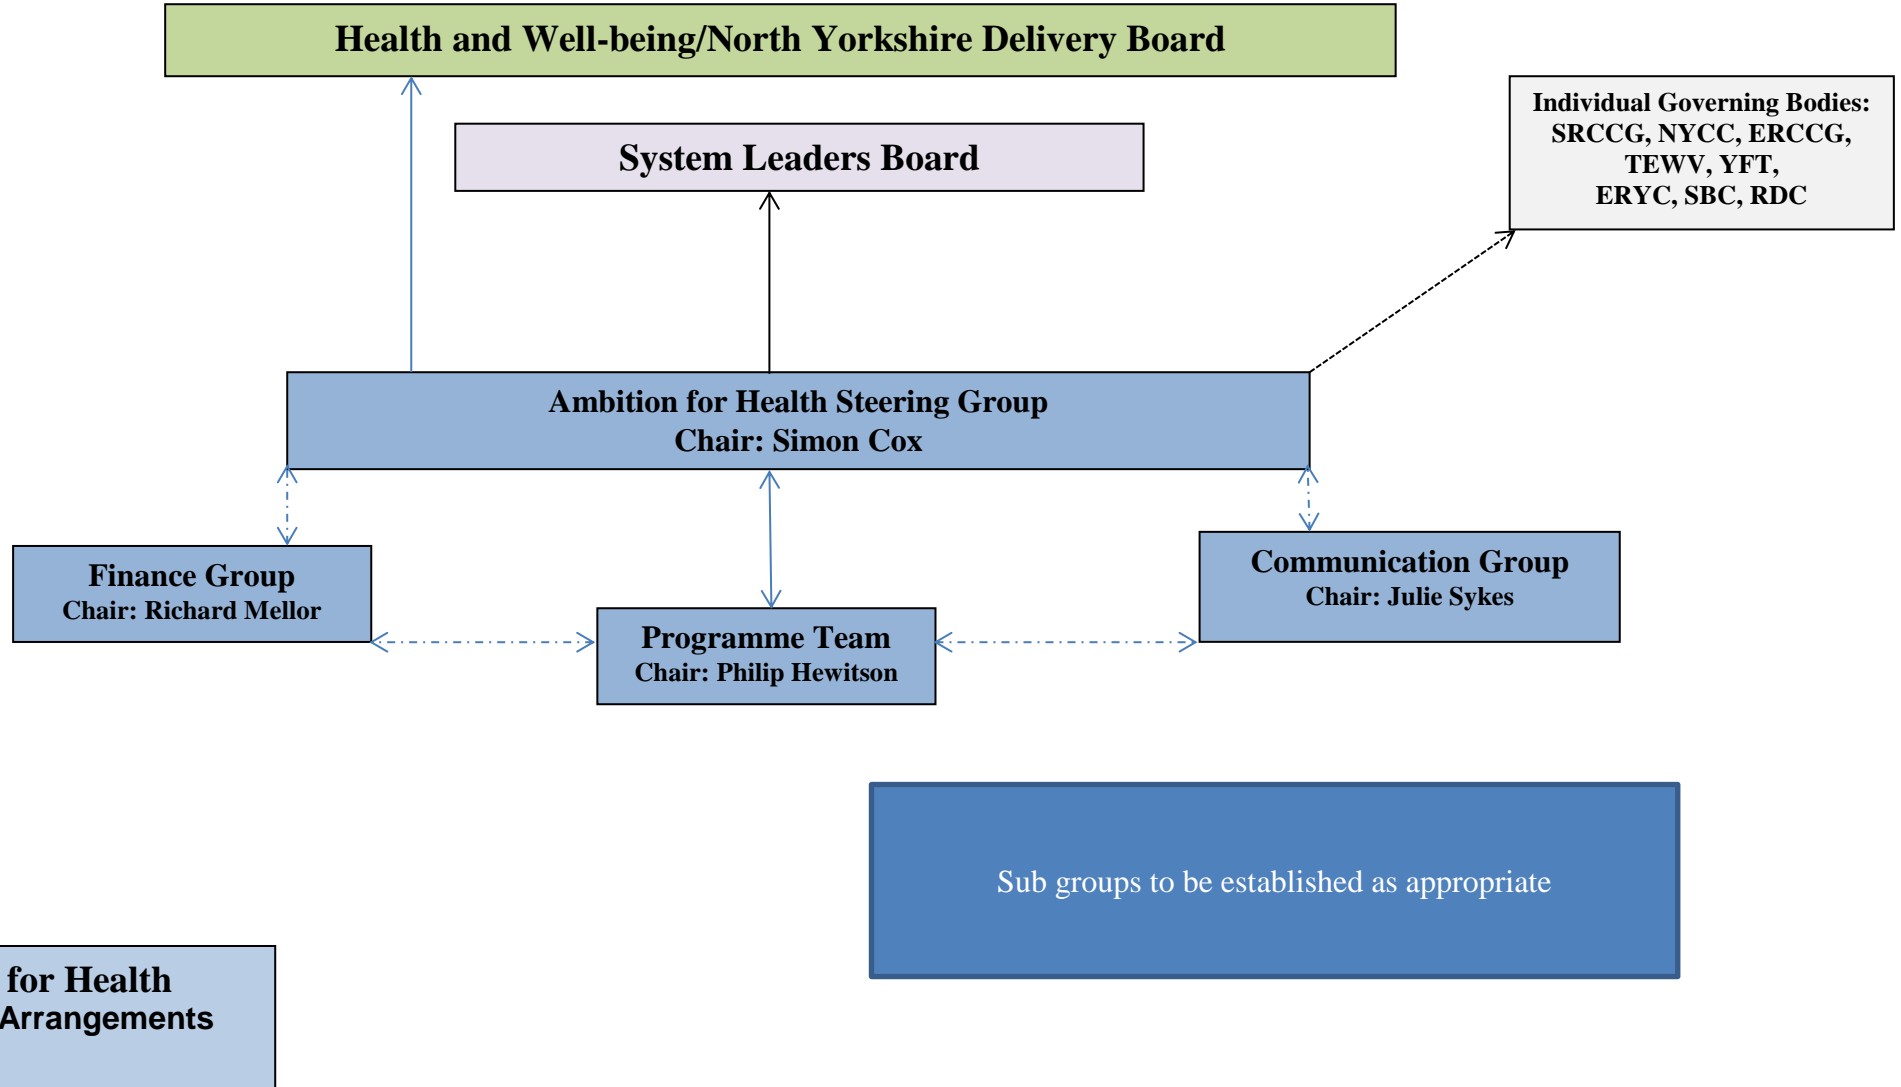 Health and Well-being/North Yorkshire Delivery Board
Individual Governing Bodies:
SRCCG, NYCC, ERCCG,
TEWV, YFT,
ERYC, SBC, RDC
System Leaders Board
Ambition for Health Steering Group
Chair: Simon Cox
Finance Group
Chair: Richard Mellor
Communication Group
Chair: Julie Sykes
Programme Team
Chair: Philip Hewitson
Sub groups to be established as appropriate
for Health
Arrangements